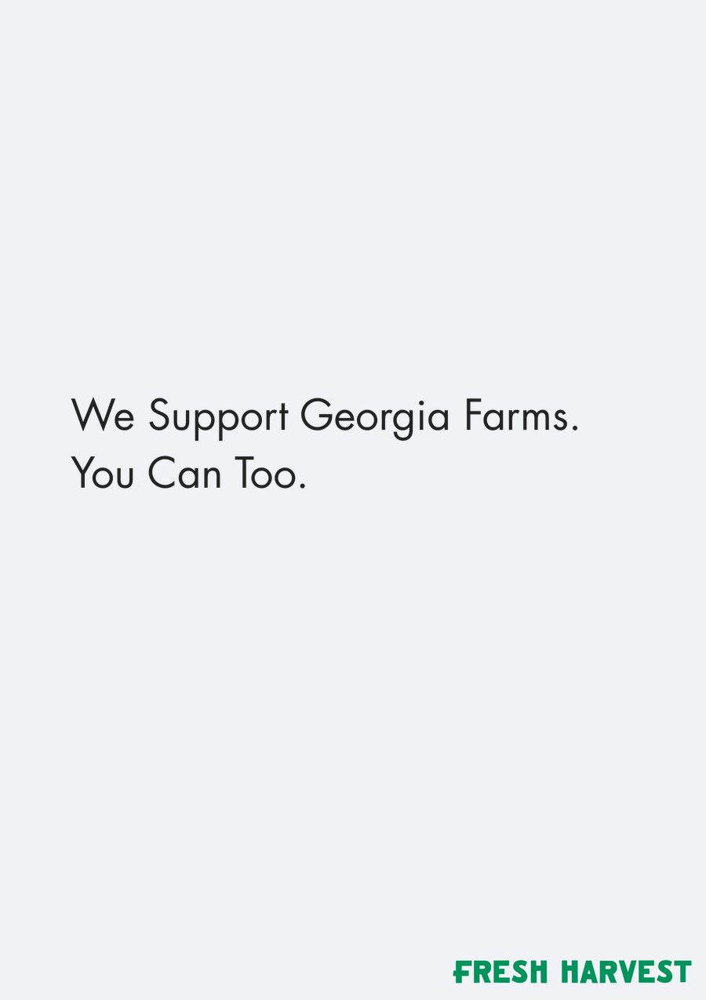 We Support Georgia Farms.
You Can Too.
FRESH HARVEST